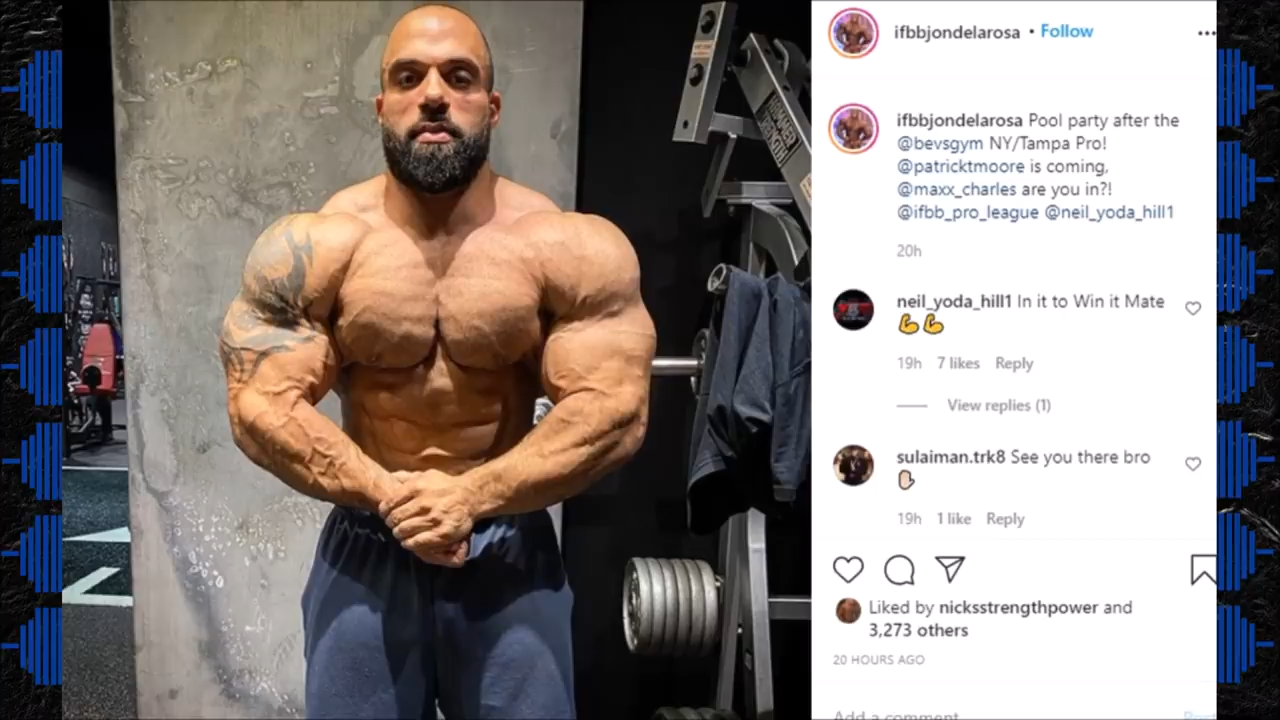 ifbbjondelarosa • Follow
ifbbjondelarosa Pool party after the
@bevsgym NY/Tampa Pro!
@patricktmoore is coming,
@maxx_charles are you in?!
@ifbb_pro_league @neil_yoda_hill1
20h
neil_yoda_hill1 In it to Win it Mate
💪💪
19h 7 likes Reply
View replies (1)
sulaiman.trk8 See you there bro
✋🏻
19h 1 like Reply
Liked by nicksstrengthpower and
3,273 others
20 HOURS AGO
Add a comment... Post